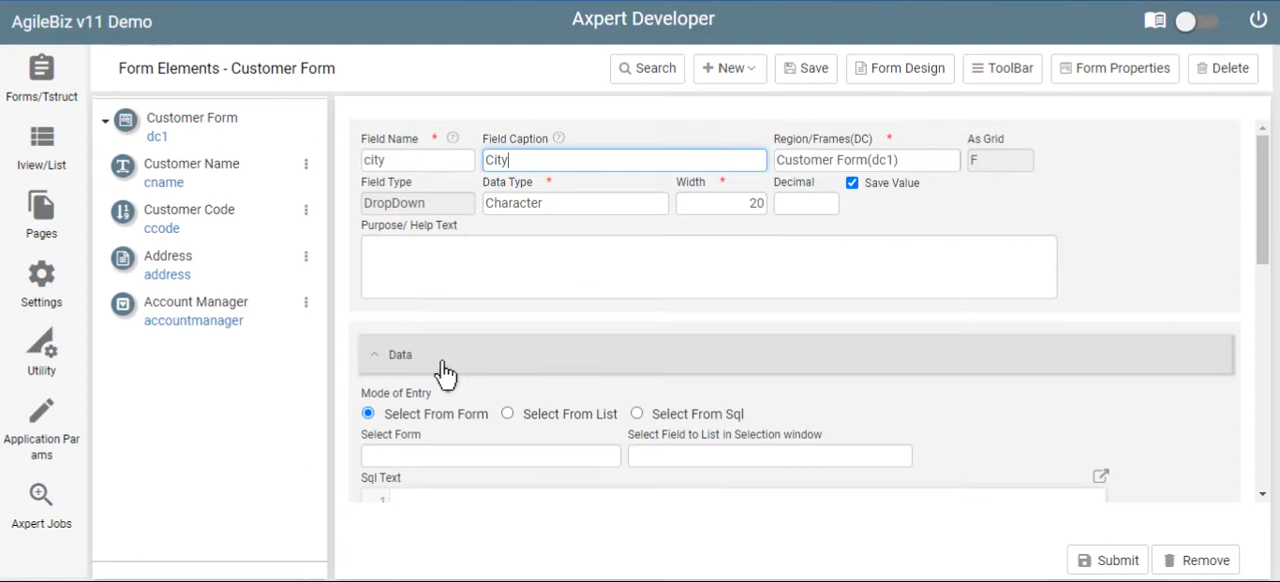 AgileBiz v11 Demo
Axpert Developer
Forms/Tstruct
Iview/List
Pages
Settings
Utility
Application Par
ams
Axpert Jobs
Form Elements - Customer Form
Search
New
Save
Form Design
ToolBar
Form Properties
Delete
Customer Form
dc1
Customer Name
cname
Customer Code
ccode
Address
address
Account Manager
accountmanager
Field Name * ? Field Caption ? Region/Frames(DC) * As Grid
city City Customer Form(dc1) F
Field Type Data Type * Width * Decimal Save Value
DropDown Character 20
Purpose/ Help Text
Data
Mode of Entry
Select From Form Select From List Select From Sql
Select Form Select Field to List in Selection window
Sql Text
1
Submit Remove